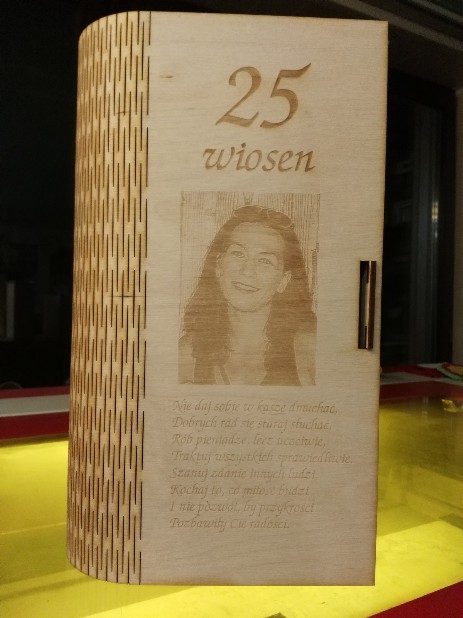 25
wiosen
Nie daj sobie w kaszę dmuchać,
Dobrych rad się staraj słuchać.
Rób pieniądze, lecz uczciwie,
Traktuj wszystkich sprawiedliwie.
Szanuj zdanie innych ludzi,
Kochaj to, co miłość budzi.
I nie pozwól, by przykrości
Pozbawiły Cię radości.